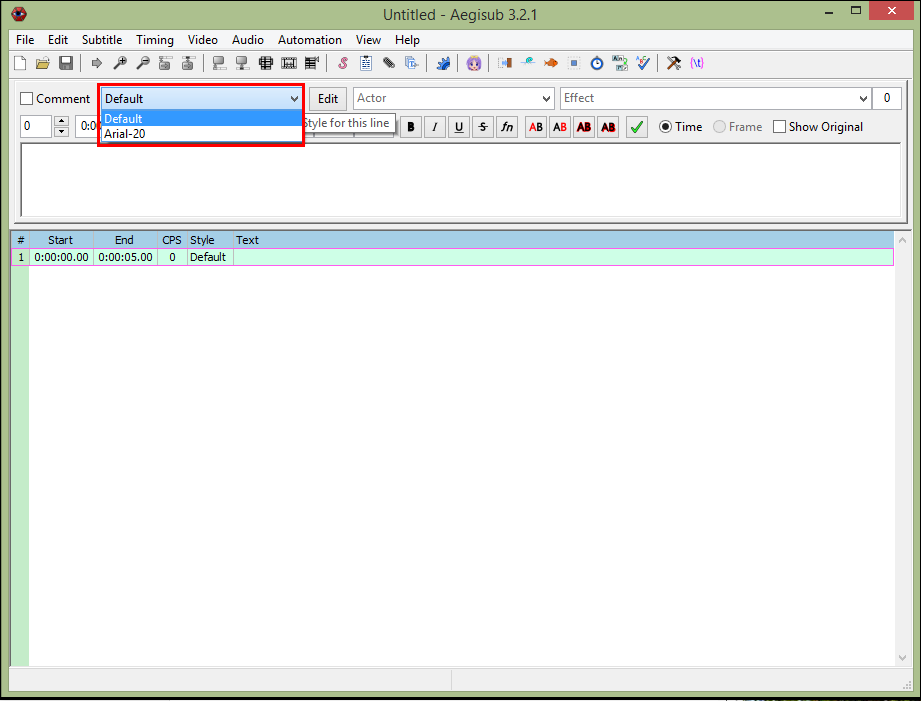 Untitled - Aegisub 3.2.1
File Edit Subtitle Timing Video Audio Automation View Help
Comment Default Edit Actor Effect 0
Default
Arial-20
Style for this line
0 B I U S fn AB AB AB AB Time Frame Show Original
# Start End CPS Style Text
1 0:00:00.00 0:00:05.00 0 Default